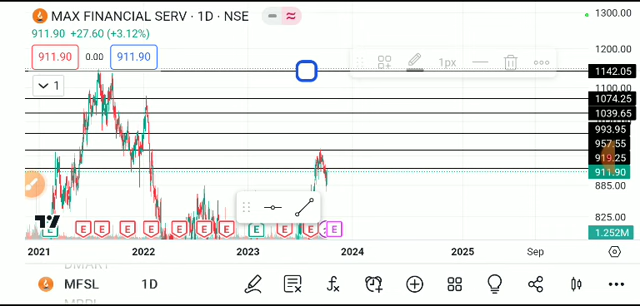 MAX FINANCIAL SERV · 1D · NSE
911.90 +27.60 (+3.12%)
911.90 0.00 911.90
1px
1
1300.00
1200.00
1142.05
1100.00
1074.25
1039.65
993.95
957.55
919.25
911.90
885.00
825.00
1.252M
E E E E E E E E E E E E
2021 2022 2023 2024 2025 Sep
MFSL 1D